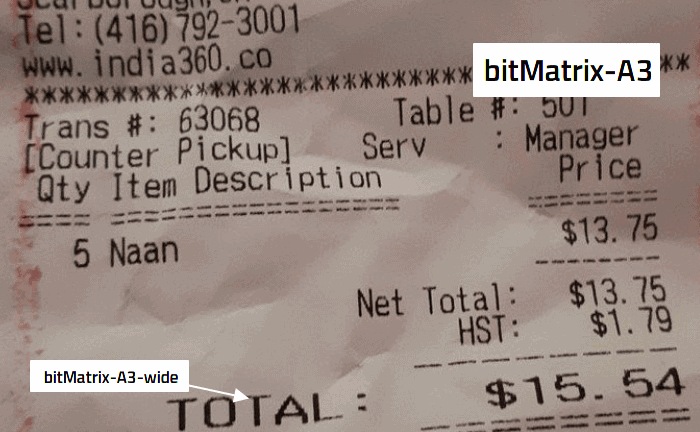 Tel:(416)792-3001
www.india360.co
bitMatrix-A3
**********************************
Trans #: 63068 Table #: 501
[Counter Pickup] Serv : Manager
Qty Item Description Price
5 Naan $13.75
Net Total: $13.75
HST: $1.79
bitMatrix-A3-wide
TOTAL: $15.54